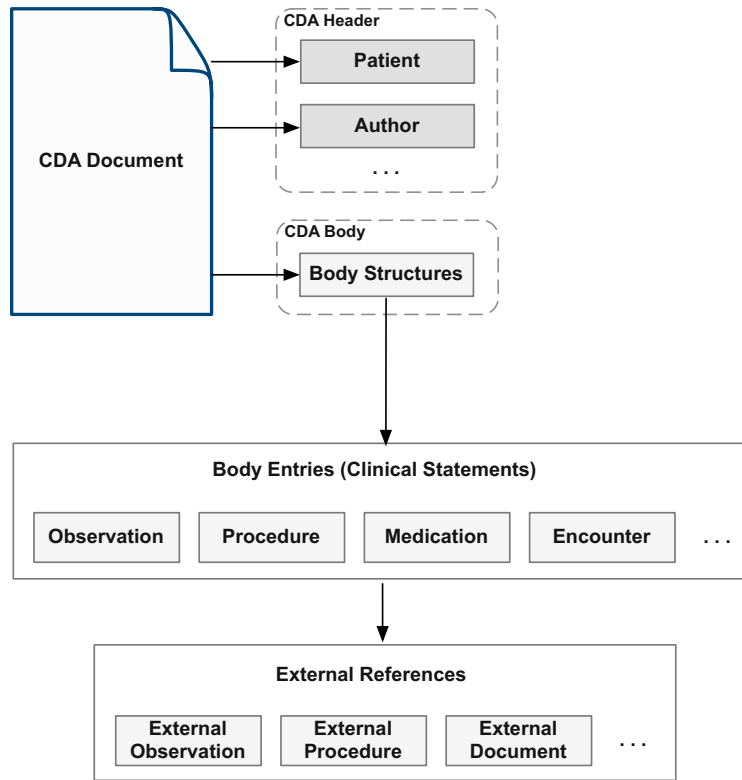 CDA Header
Patient
Author
. . .
CDA Document
CDA Body
Body Structures
Body Entries (Clinical Statements)
Observation
Procedure
Medication
Encounter
. . .
External References
External
Observation
External
Procedure
External
Document
. . .